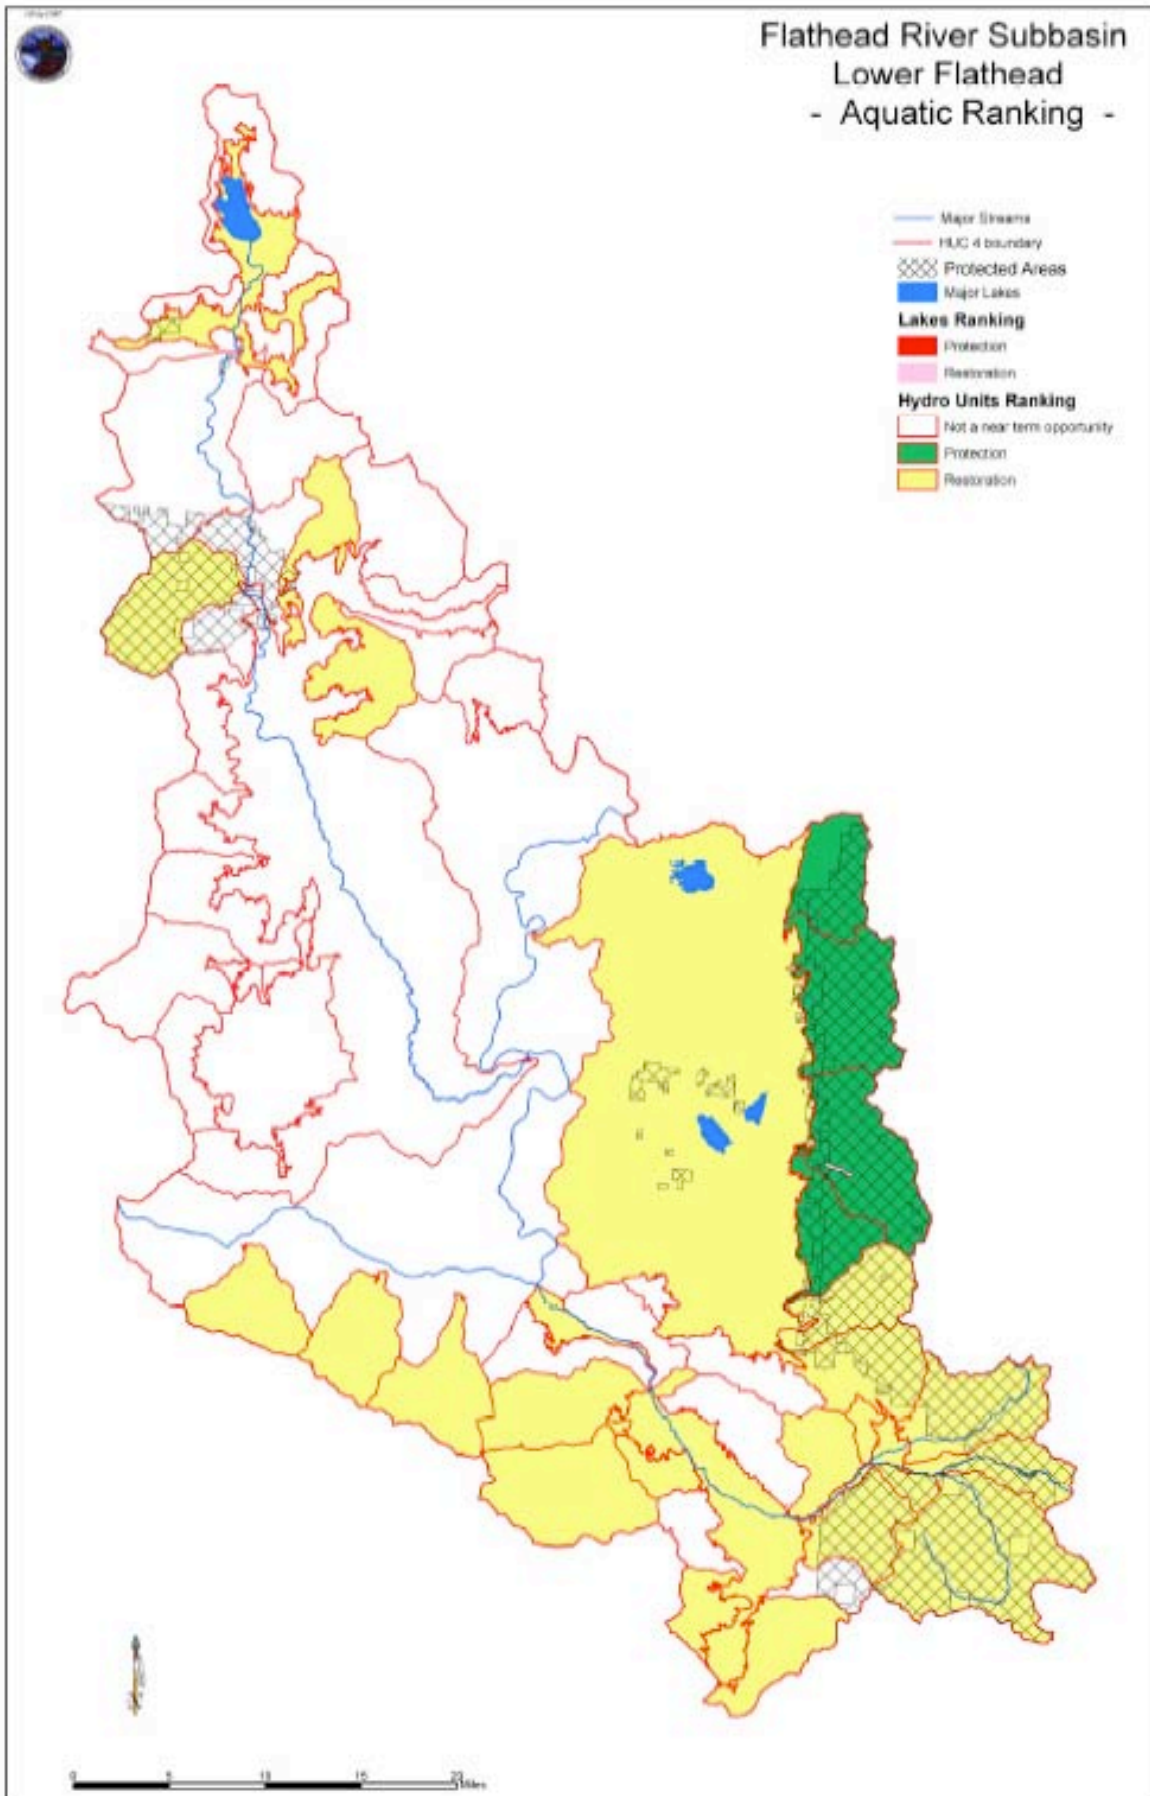 Flathead River Subbasin
Lower Flathead
- Aquatic Ranking -
Major Streams
HUC 4 boundary
Protected Areas
Major Lakes
Lakes Ranking
Protection
Restoration
Hydro Units Ranking
Not a near term opportunity
Protection
Restoration
0 5 10 15 20
Miles